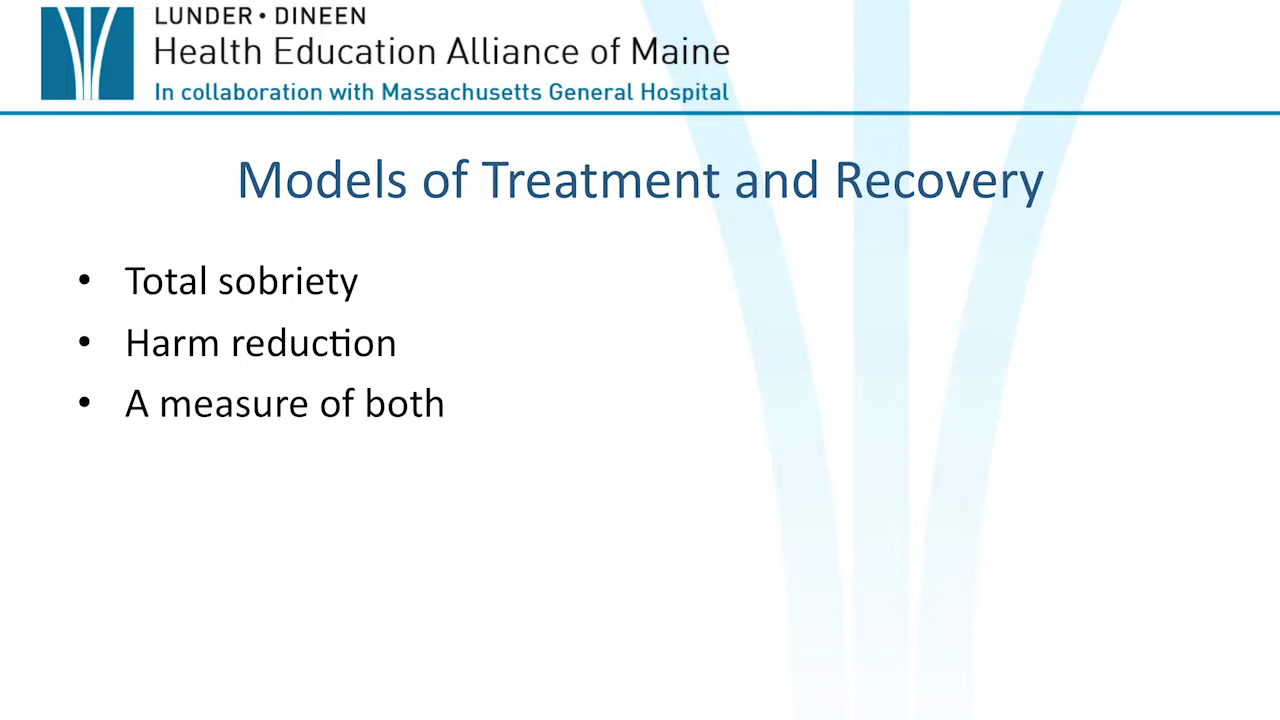 LUNDER • DINEEN
Health Education Alliance of Maine
In collaboration with Massachusetts General Hospital
Models of Treatment and Recovery
• Total sobriety
• Harm reduction
• A measure of both